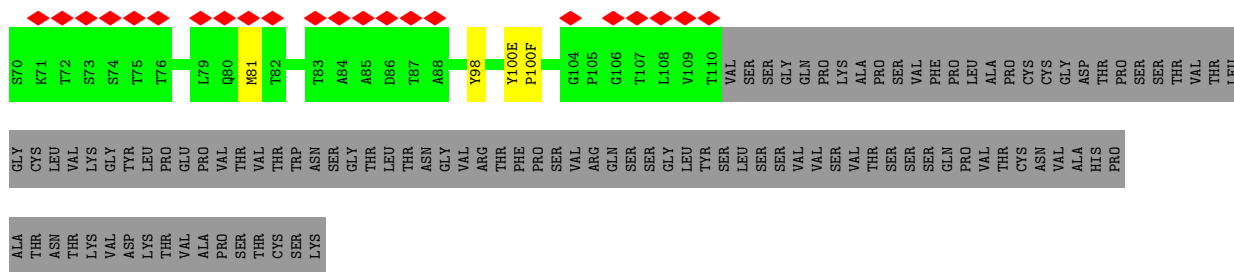 S70 K71 T72 S73 S74 T75 T76 L79 Q80 M81 T82 T83 A84 A85 D86 T87 A88 Y98 Y100E P100F G104 P105 G106 T107 L108 V109 T110 VAL SER SER GLY GLN PRO LYS ALA PRO SER VAL PHE PRO LEU ALA PRO CYS CYS GLY ASP THR PRO SER SER THR VAL THR LEU
GLY CYS LEU VAL LYS GLY TYR LEU PRO GLU PRO VAL THR VAL THR TRP ASN SER GLY THR LEU THR ASN GLY VAL ARG THR PHE PRO SER VAL ARG GLN SER SER GLY LEU TYR SER LEU SER SER VAL VAL SER VAL THR SER SER SER GLN PRO VAL THR CYS ASN VAL ALA HIS PRO
ALA THR ASN THR LYS VAL ASP LYS THR VAL ALA PRO SER THR CYS SER LYS